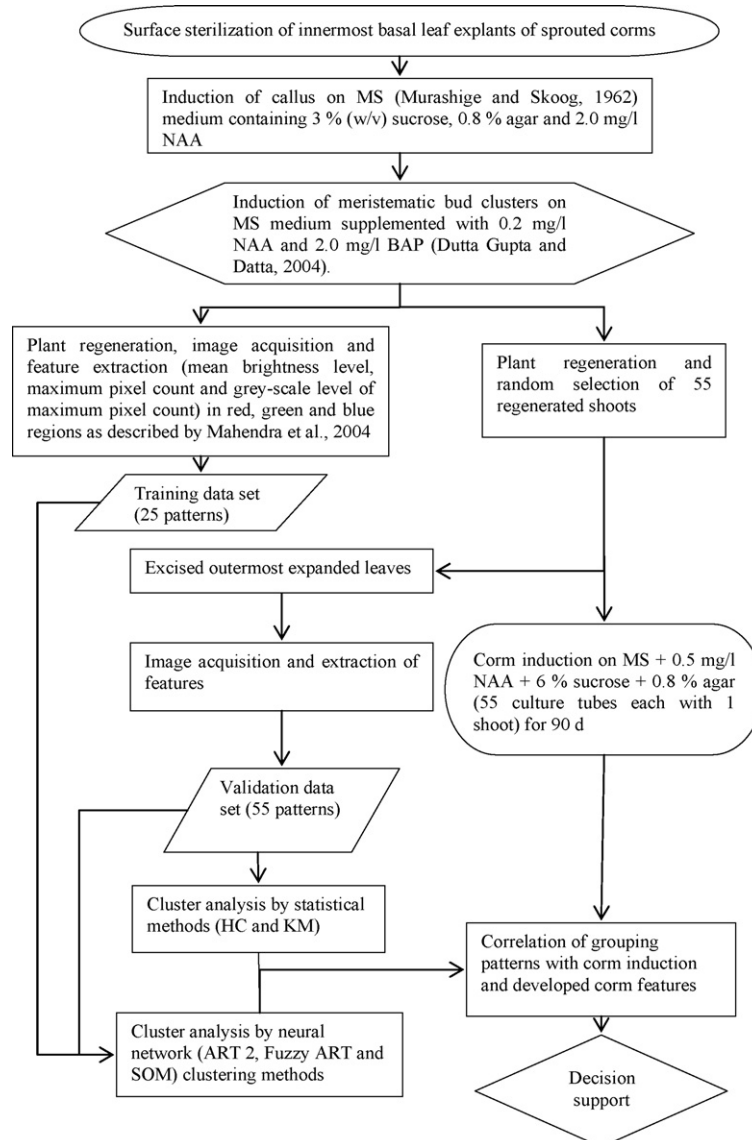 Surface sterilization of innermost basal leaf explants of sprouted corms
Induction of callus on MS (Murashige and Skoog, 1962)
medium containing 3 % (w/v) sucrose, 0.8 % agar and 2.0 mg/l
NAA
Induction of meristematic bud clusters on
MS medium supplemented with 0.2 mg/l
NAA and 2.0 mg/l BAP (Dutta Gupta and
Datta, 2004).
Plant regeneration, image acquisition and
feature extraction (mean brightness level,
maximum pixel count and grey-scale level of
maximum pixel count) in red, green and blue
regions as described by Mahendra et al., 2004
Plant regeneration and
random selection of 55
regenerated shoots
Training data set
(25 patterns)
Excised outermost expanded leaves
Image acquisition and extraction of
features
Corm induction on MS + 0.5 mg/l
NAA + 6 % sucrose + 0.8 % agar
(55 culture tubes each with 1
shoot) for 90 d
Validation data
set (55 patterns)
Cluster analysis by statistical
methods (HC and KM)
Correlation of grouping
patterns with corm induction
and developed corm features
Cluster analysis by neural
network (ART 2, Fuzzy ART and
SOM) clustering methods
Decision
support